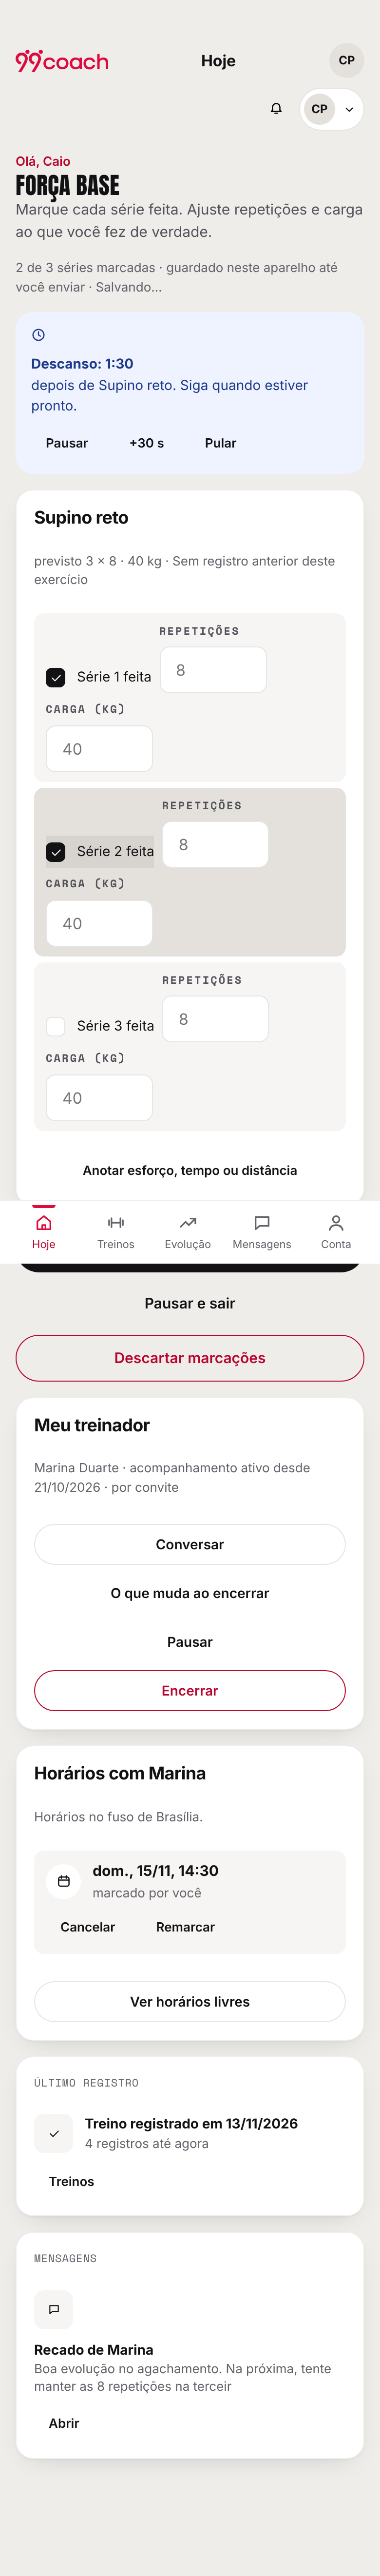 99coach
Hoje
CP
CP
Olá, Caio
FORÇA BASE
Marque cada série feita. Ajuste repetições e carga
ao que você fez de verdade.
2 de 3 séries marcadas · guardado neste aparelho até
você enviar · Salvando...
Descanso: 1:30
depois de Supino reto. Siga quando estiver
pronto.
Pausar
+30 s
Pular
Supino reto
previsto 3 × 8 · 40 kg · Sem registro anterior deste
exercício
REPETIÇÕES
Série 1 feita
8
CARGA (KG)
40
REPETIÇÕES
Série 2 feita
8
CARGA (KG)
40
REPETIÇÕES
Série 3 feita
8
CARGA (KG)
40
Anotar esforço, tempo ou distância
Hoje
Treinos
Evolução
Mensagens
Conta
Pausar e sair
Descartar marcações
Meu treinador
Marina Duarte · acompanhamento ativo desde
21/10/2026 · por convite
Conversar
O que muda ao encerrar
Pausar
Encerrar
Horários com Marina
Horários no fuso de Brasília.
dom., 15/11, 14:30
marcado por você
Cancelar
Remarcar
Ver horários livres
ÚLTIMO REGISTRO
Treino registrado em 13/11/2026
4 registros até agora
Treinos
MENSAGENS
Recado de Marina
Boa evolução no agachamento. Na próxima, tente
manter as 8 repetições na terceir
Abrir